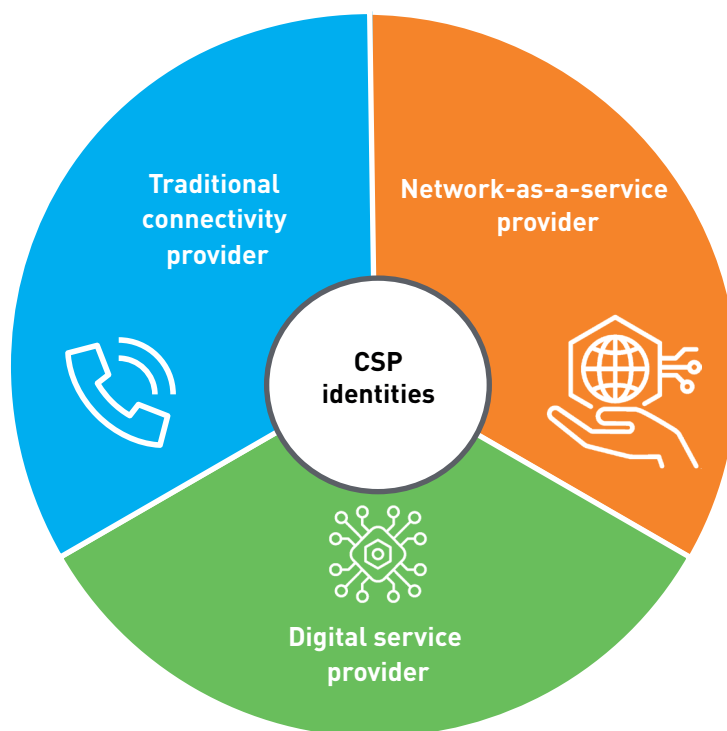 Traditional
connectivity
provider
Network-as-a-service
provider
CSP
identities
Digital service
provider